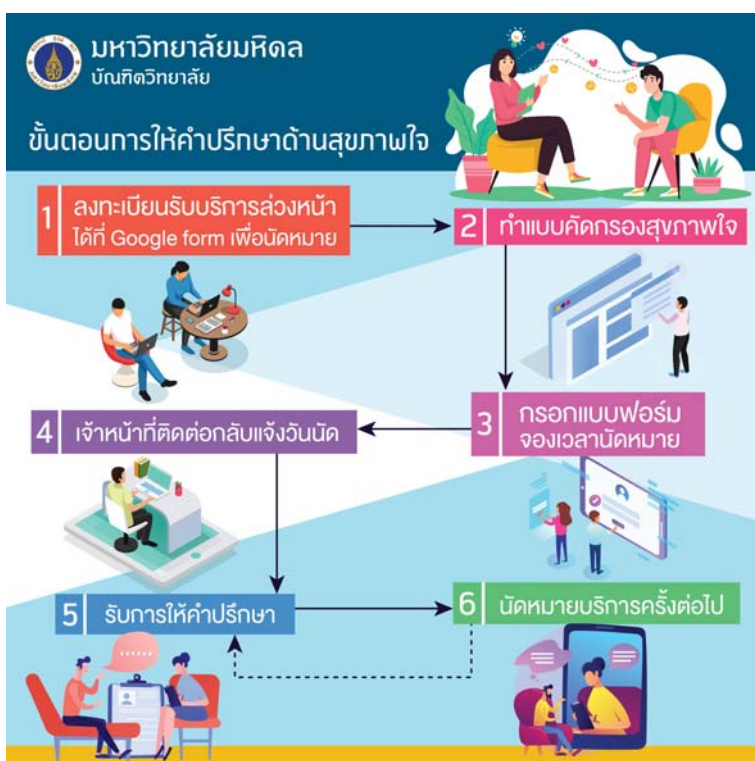 มหาวิทยาลัยมหิดล
บัณฑิตวิทยาลัย
ขั้นตอนการให้คำปรึกษาด้านสุขภาพใจ
1 ลงทะเบียนรับบริการล่วงหน้า
ได้ที่ Google form เพื่อนัดหมาย
2 ทำแบบคัดกรองสุขภาพใจ
3 กรอกแบบฟอร์ม
จองเวลานัดหมาย
4 เจ้าหน้าที่ติดต่อกลับแจ้งวันนัด
5 รับการให้คำปรึกษา
6 นัดหมายบริการครั้งต่อไป